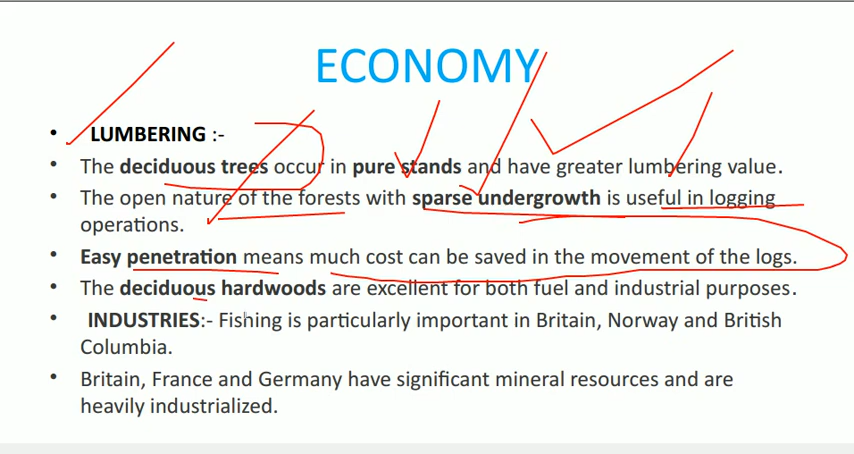 ECONOMY
• LUMBERING :-
• The deciduous trees occur in pure stands and have greater lumbering value.
• The open nature of the forests with sparse undergrowth is useful in logging
operations.
• Easy penetration means much cost can be saved in the movement of the logs.
• The deciduous hardwoods are excellent for both fuel and industrial purposes.
• INDUSTRIES:- Fishing is particularly important in Britain, Norway and British
Columbia.
• Britain, France and Germany have significant mineral resources and are
heavily industrialized.